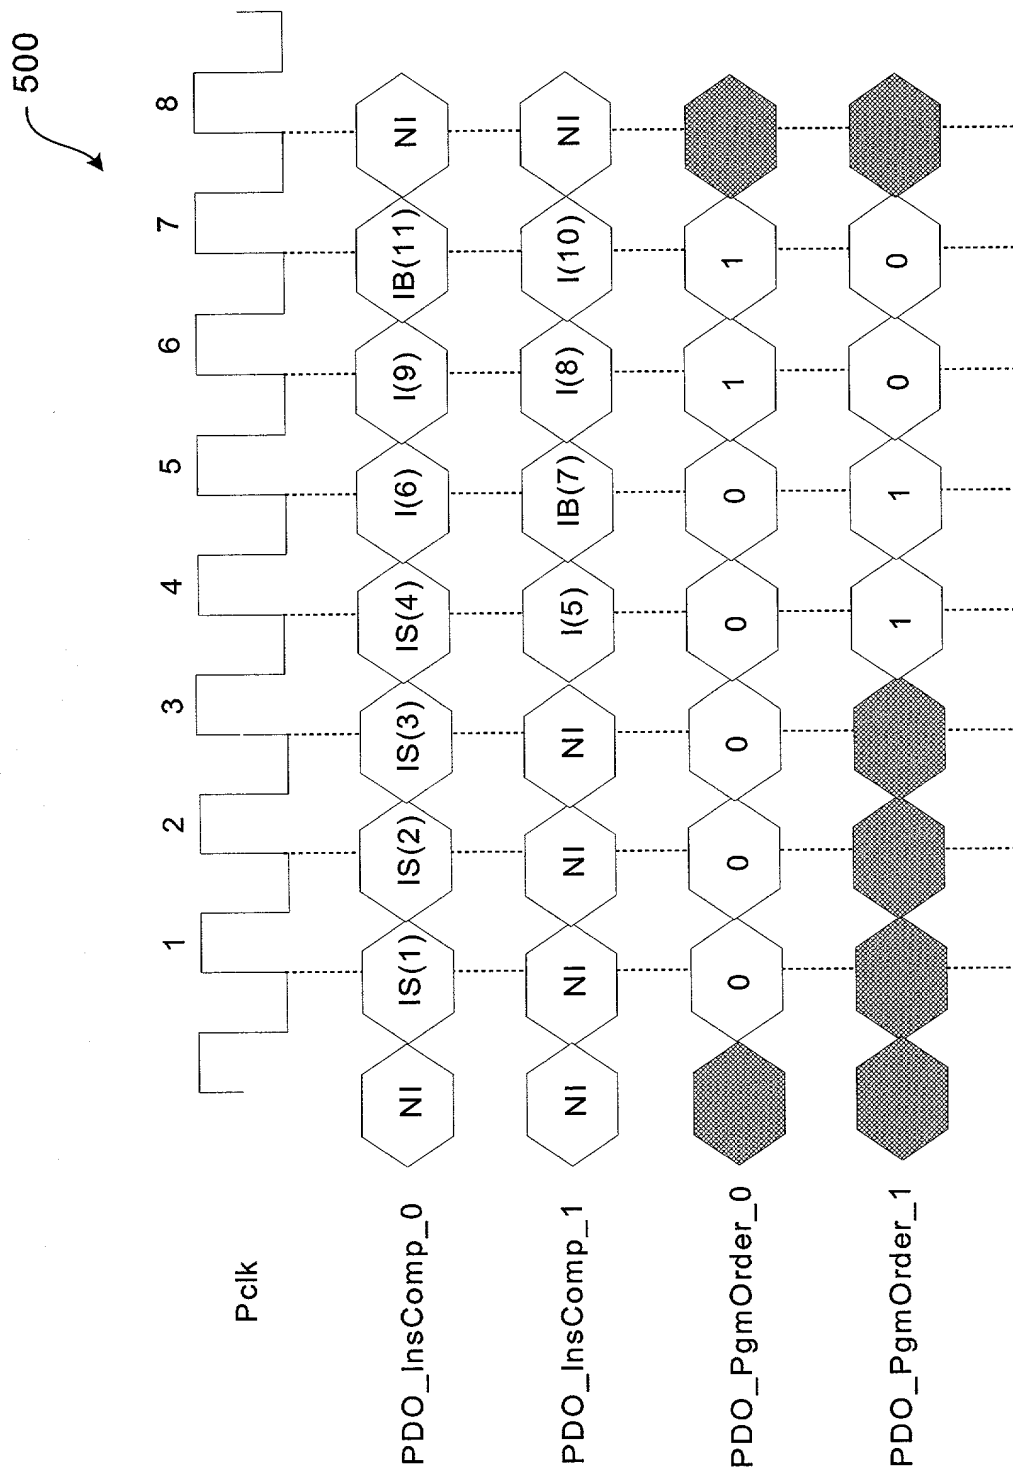 500
1 2 3 4 5 6 7 8
Pclk
PDO_InsComp_0 NI IS(1) IS(2) IS(3) IS(4) I(6) I(9) IB(11) NI
PDO_InsComp_1 NI NI NI NI I(5) IB(7) I(8) I(10) NI
PDO_PgmOrder_0 0 0 0 0 0 1 1
PDO_PgmOrder_1 1 1 0 0